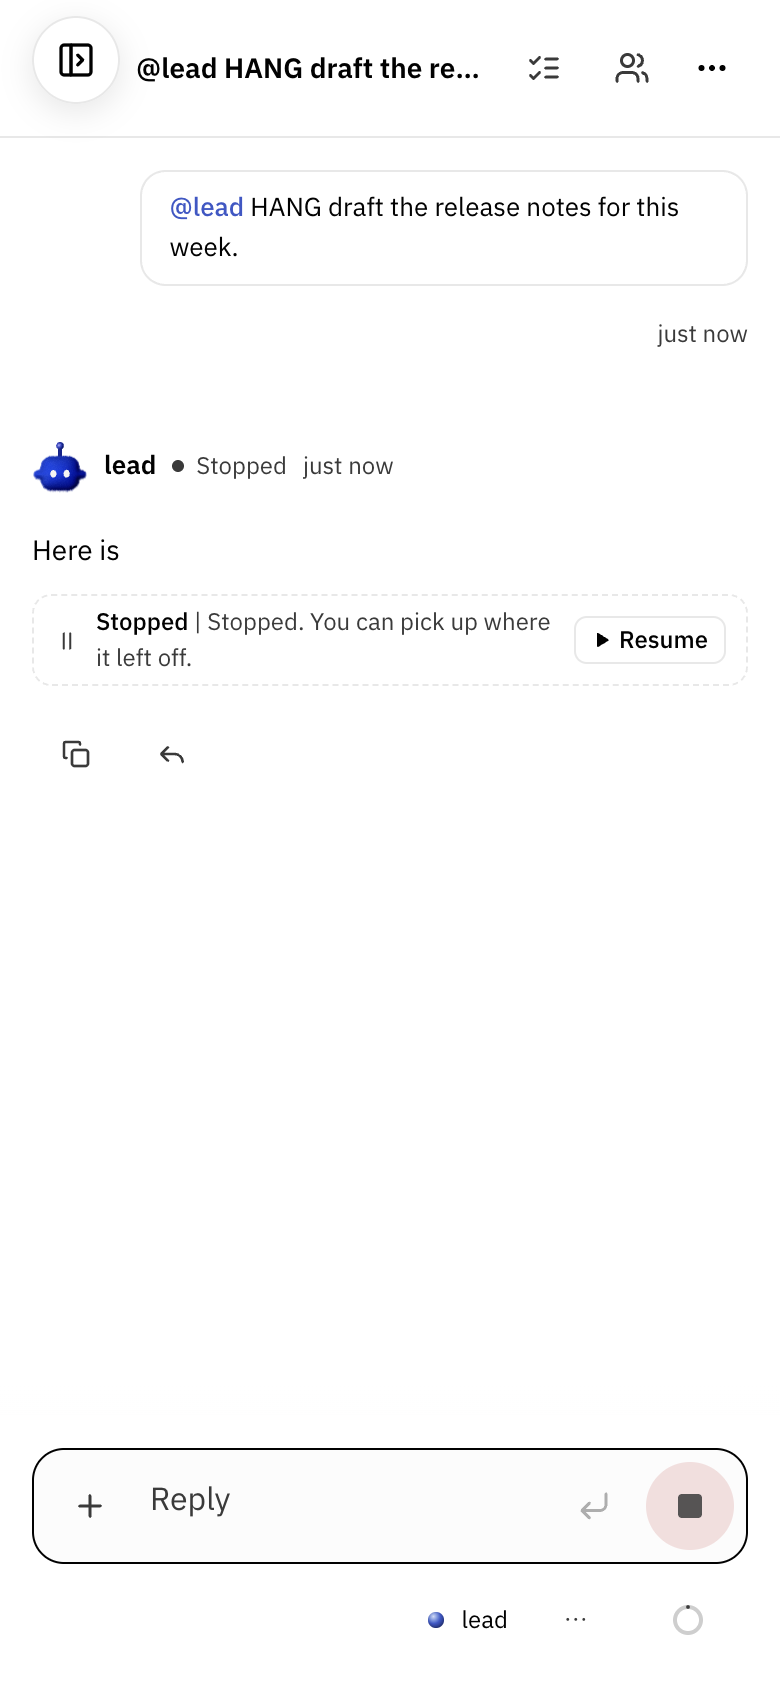 @lead HANG draft the re...
@lead HANG draft the release notes for this
week.
just now
lead ● Stopped just now
Here is
Stopped | Stopped. You can pick up where
it left off.
Resume
Reply
lead ...